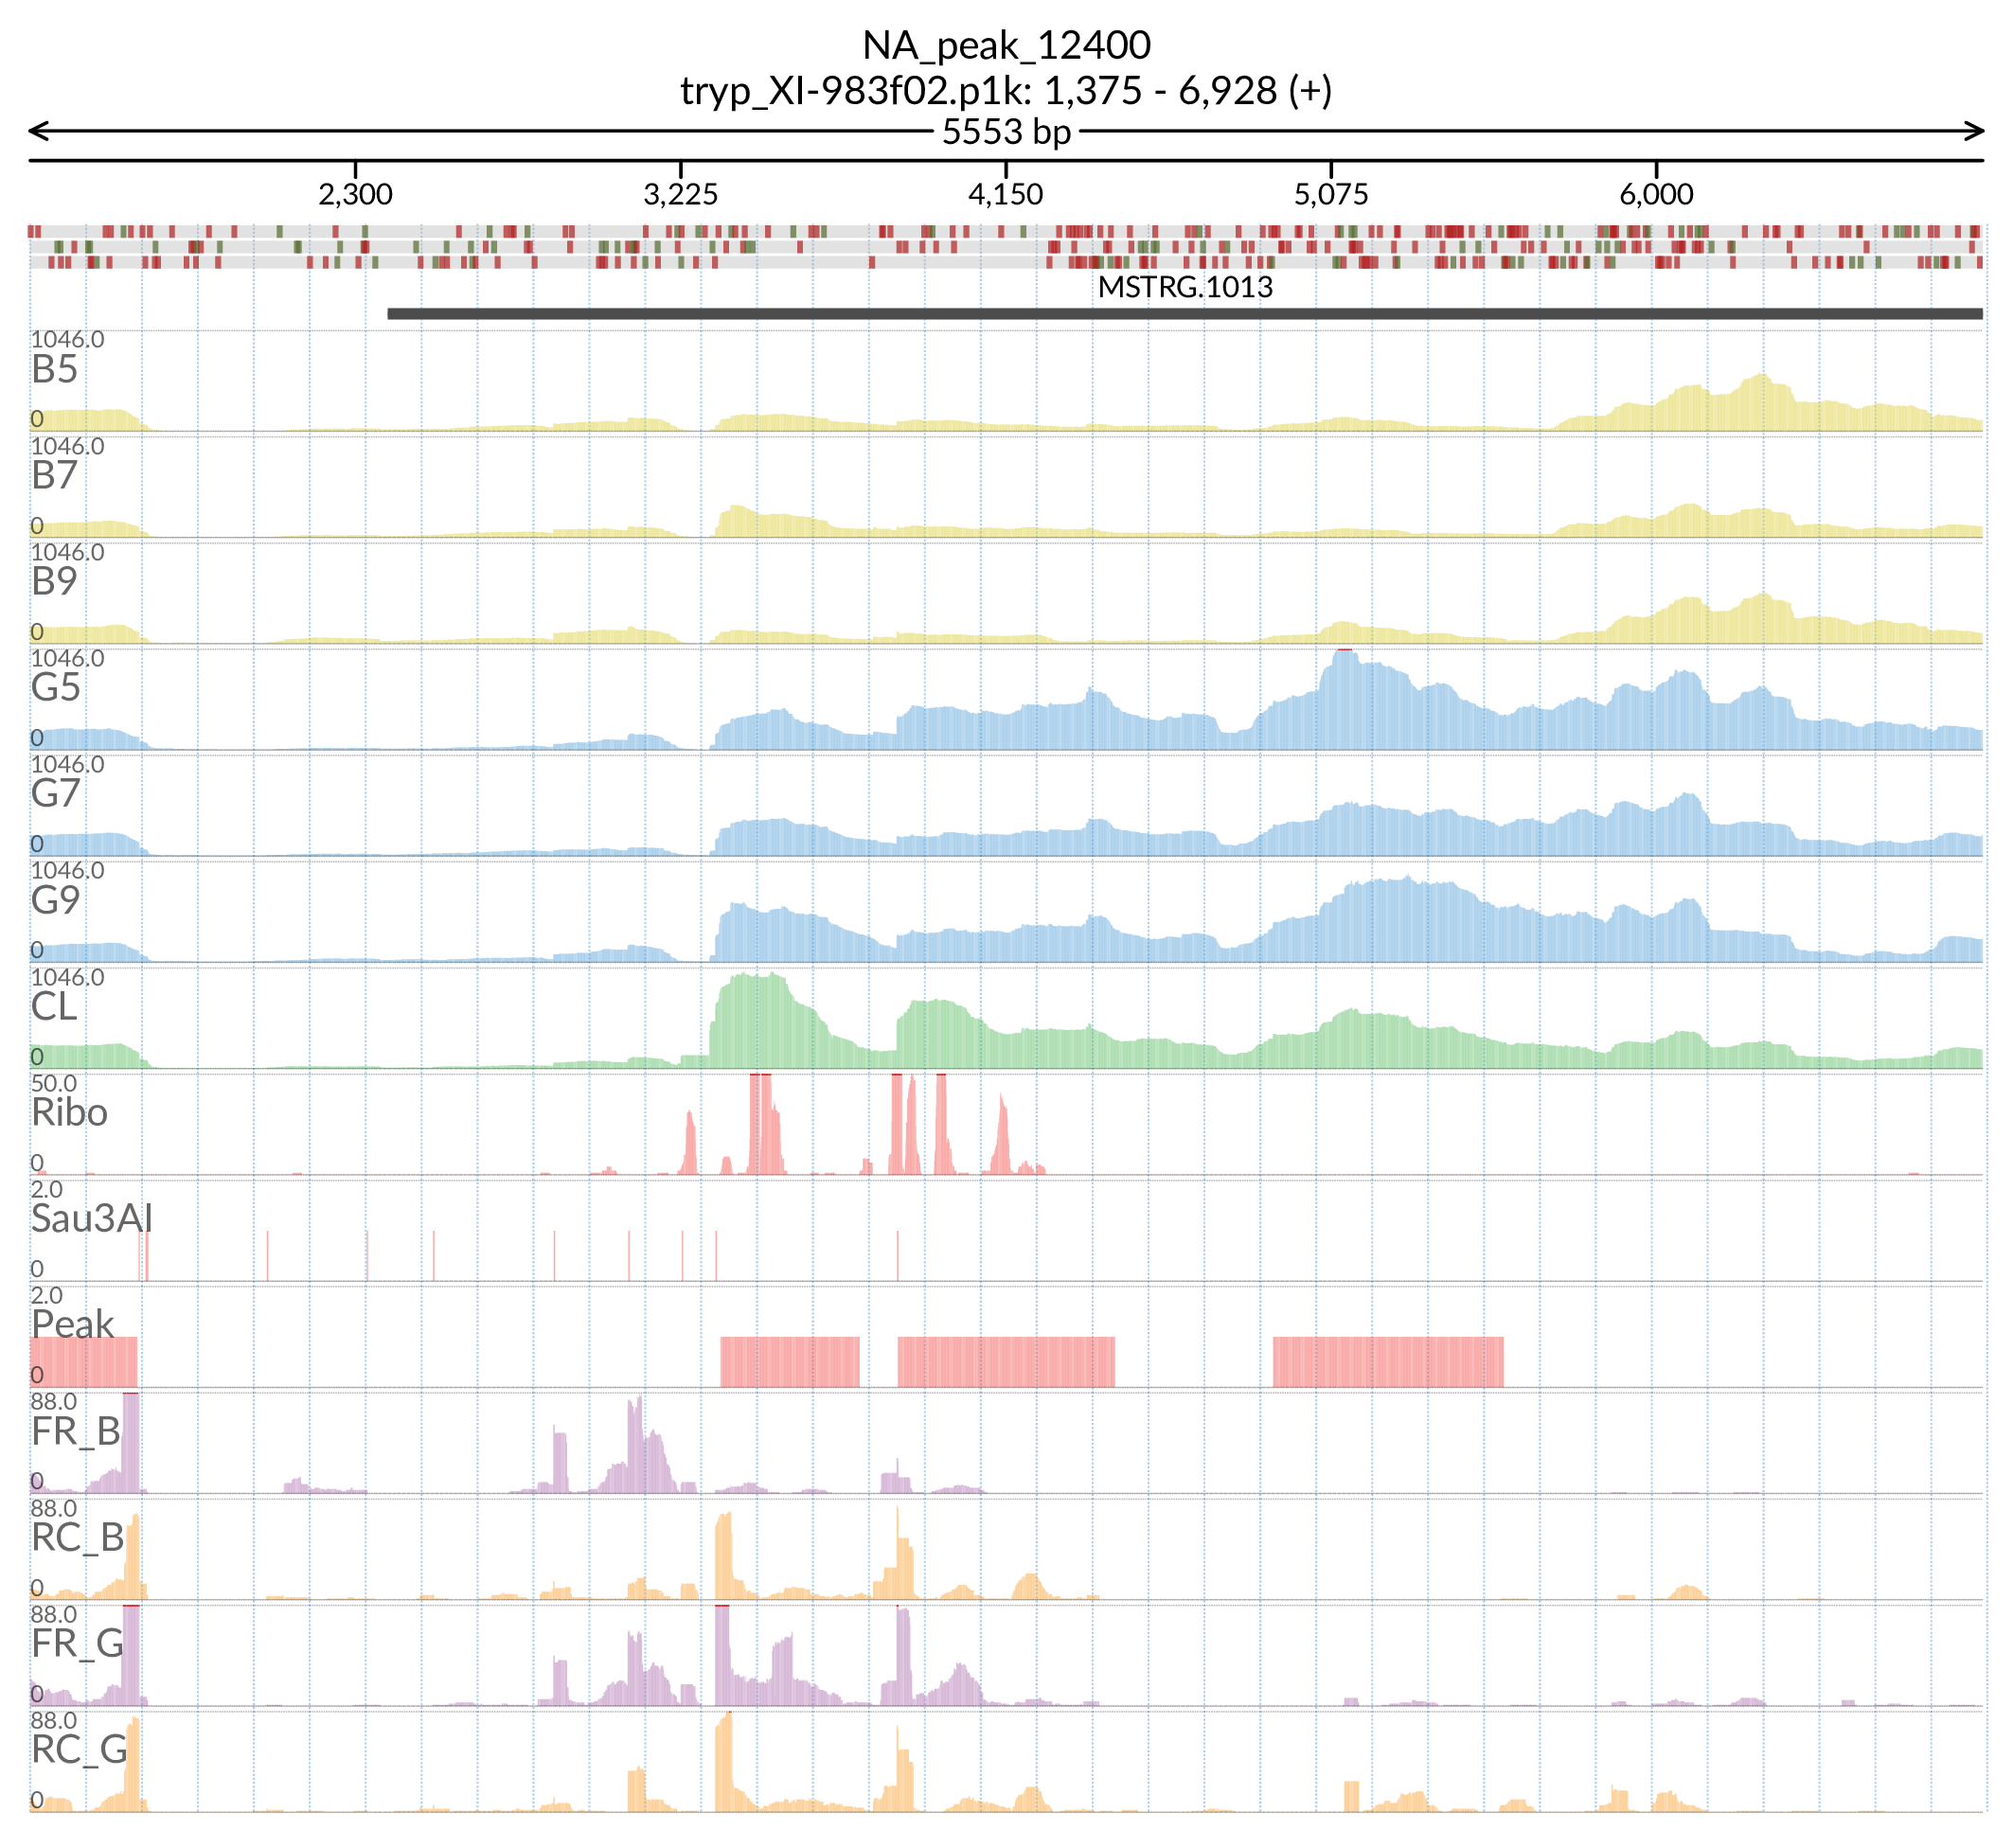 NA_peak_12400
tryp_XI-983f02.p1k: 1,375 - 6,928 (+)
5553 bp
2,300 3,225 4,150 5,075 6,000
MSTRG.1013
1046.0
B5
0
1046.0
B7
0
1046.0
B9
0
1046.0
G5
0
1046.0
G7
0
1046.0
G9
0
1046.0
CL
0
50.0
Ribo
0
2.0
Sau3AI
0
2.0
Peak
0
88.0
FR_B
0
88.0
RC_B
0
88.0
FR_G
0
88.0
RC_G
0